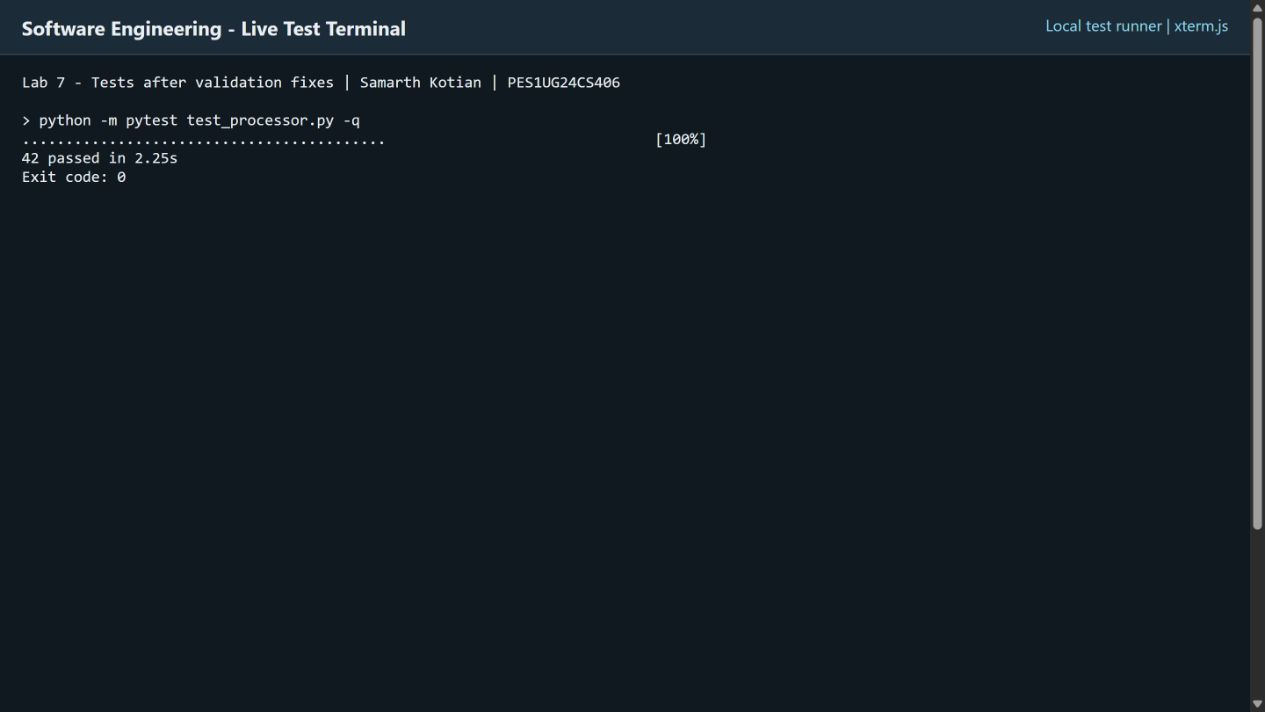 Software Engineering - Live Test Terminal
Local test runner | xterm.js
Lab 7 - Tests after validation fixes | Samarth Kotian | PES1UG24CS406
> python -m pytest test_processor.py -q
.......................................... [100%]
42 passed in 2.25s
Exit code: 0